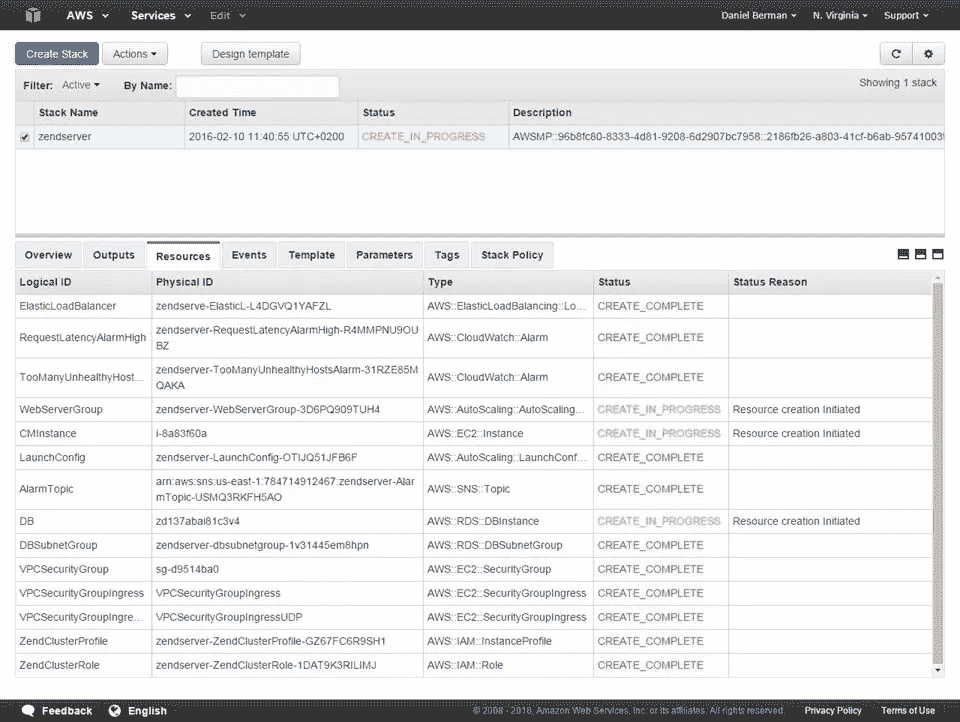 AWS Services Edit Daniel Berman N. Virginia Support
Create Stack Actions Design template
Filter: Active By Name: Showing 1 stack
Stack Name Created Time Status Description
zendserver 2016-02-10 11:40:55 UTC+0200 CREATE_IN_PROGRESS AWSMP::96b8fc80-8333-4d81-9208-6d2907bc7958::2186fb26-a803-41cf-b6ab-95741003
Overview Outputs Resources Events Template Parameters Tags Stack Policy
Logical ID Physical ID Type Status Status Reason
ElasticLoadBalancer zendserve-ElasticL-L4DGVQ1YAFZL AWS::ElasticLoadBalancing::Lo... CREATE_COMPLETE
RequestLatencyAlarmHigh zendserver-RequestLatencyAlarmHigh-R4MMPNU9OU
BZ AWS::CloudWatch::Alarm CREATE_COMPLETE
TooManyUnhealthyHost... zendserver-TooManyUnhealthyHostsAlarm-31RZE85M
QAKA AWS::CloudWatch::Alarm CREATE_COMPLETE
WebServerGroup zendserver-WebServerGroup-3D6PQ909TUH4 AWS::AutoScaling::AutoScaling... CREATE_IN_PROGRESS Resource creation Initiated
CMInstance i-8a83f60a AWS::EC2::Instance CREATE_IN_PROGRESS Resource creation Initiated
LaunchConfig zendserver-LaunchConfig-OTIJQ51JFB6F AWS::AutoScaling::LaunchConf... CREATE_COMPLETE
AlarmTopic arn:aws:sns:us-east-1:784714912467:zendserver-Alar
mTopic-USMQ3RKFH5AO AWS::SNS::Topic CREATE_COMPLETE
DB zd137abai81c3v4 AWS::RDS::DBInstance CREATE_IN_PROGRESS Resource creation Initiated
DBSubnetGroup zendserver-dbsubnetgroup-1v31445em8hpn AWS::RDS::DBSubnetGroup CREATE_COMPLETE
VPCSecurityGroup sg-d9514ba0 AWS::EC2::SecurityGroup CREATE_COMPLETE
VPCSecurityGroupIngress VPCSecurityGroupIngress AWS::EC2::SecurityGroupIngress CREATE_COMPLETE
VPCSecurityGroupIngre... VPCSecurityGroupIngressUDP AWS::EC2::SecurityGroupIngress CREATE_COMPLETE
ZendClusterProfile zendserver-ZendClusterProfile-GZ67FC6R9SH1 AWS::IAM::InstanceProfile CREATE_COMPLETE
ZendClusterRole zendserver-ZendClusterRole-1DAT9K3RILIMJ AWS::IAM::Role CREATE_COMPLETE
Feedback English © 2008 - 2016, Amazon Web Services, Inc. or its affiliates. All rights reserved. Privacy Policy Terms of Use